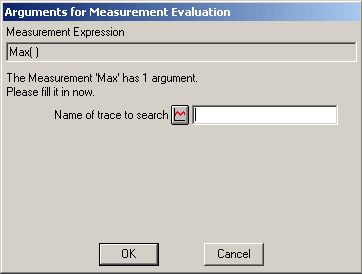 Arguments for Measurement Evaluation
Measurement Expression
Max( )
The Measurement 'Max' has 1 argument.
Please fill it in now.
Name of trace to search
OK
Cancel